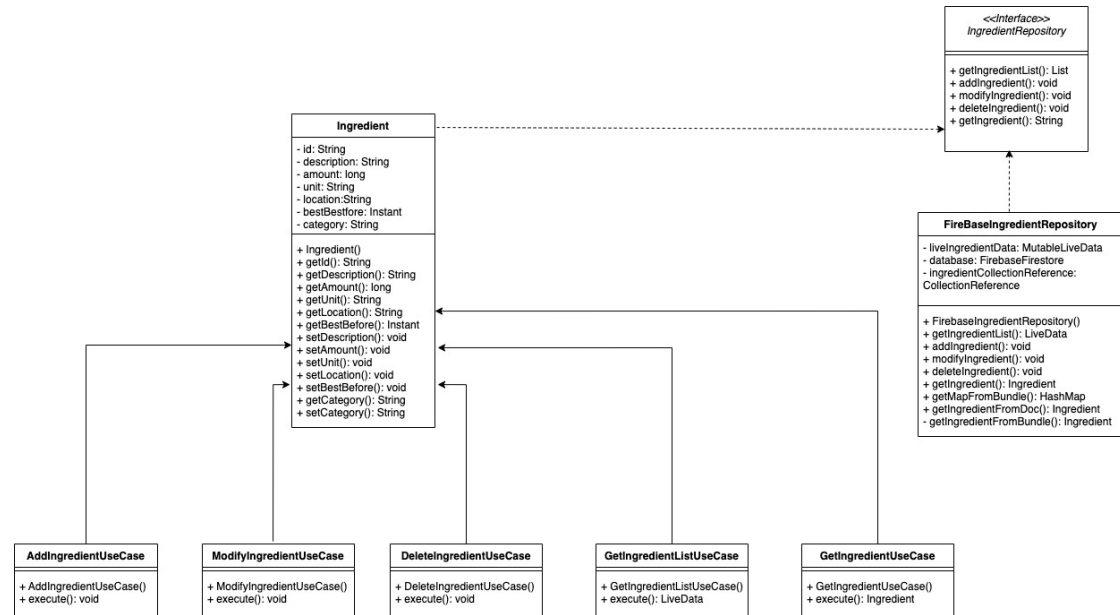 <<Interface>>
IngredientRepository
+ getIngredientList(): List
+ addIngredient(): void
+ modifyIngredient(): void
+ deleteIngredient(): void
+ getIngredient(): String
Ingredient
- id: String
- description: String
- amount: long
- unit: String
- location:String
- bestBestfore: Instant
- category: String
+ Ingredient()
+ getId(): String
+ getDescription(): String
+ getAmount(): long
+ getUnit(): String
+ getLocation(): String
+ getBestBefore(): Instant
+ setDescription(): void
+ setAmount(): void
+ setUnit(): void
+ setLocation(): void
+ setBestBefore(): void
+ getCategory(): String
+ setCategory(): String
FireBaseIngredientRepository
- liveIngredientData: MutableLiveData
- database: FirebaseFirestore
- ingredientCollectionReference:
CollectionReference
+ FirebaseIngredientRepository()
+ getIngredientList(): LiveData
+ addIngredient(): void
+ modifyIngredient(): void
+ deleteIngredient(): void
+ getIngredient(): Ingredient
+ getMapFromBundle(): HashMap
+ getIngredientFromDoc(): Ingredient
- getIngredientFromBundle(): Ingredient
AddIngredientUseCase
+ AddIngredientUseCase()
+ execute(): void
ModifyIngredientUseCase
+ ModifyIngredientUseCase()
+ execute(): void
DeleteIngredientUseCase
+ DeleteIngredientUseCase()
+ execute(): void
GetIngredientListUseCase
+ GetIngredientListUseCase()
+ execute(): LiveData
GetIngredientUseCase
+ GetIngredientUseCase()
+ execute(): Ingredient